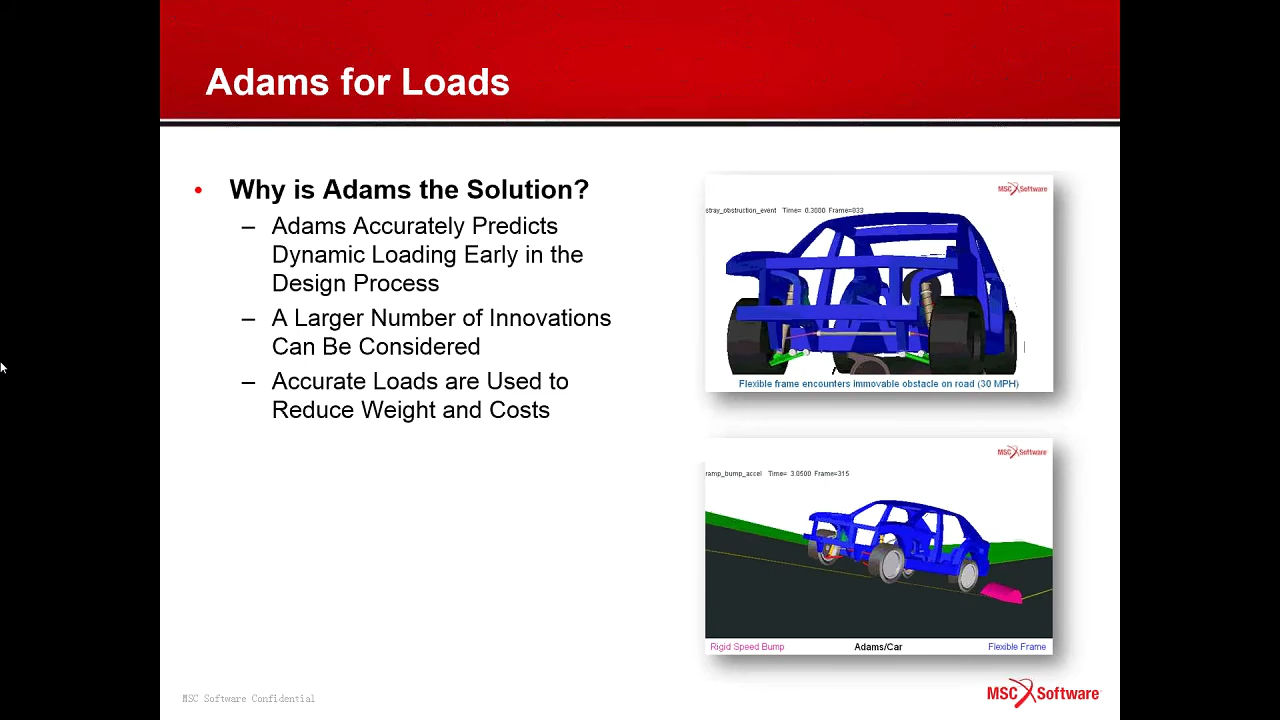 Adams for Loads
• Why is Adams the Solution?
– Adams Accurately Predicts
Dynamic Loading Early in the
Design Process
– A Larger Number of Innovations
Can Be Considered
– Accurate Loads are Used to
Reduce Weight and Costs
MSC Software
stray_obstruction_event Time= 0.3000 Frame=033
Flexible frame encounters immovable obstacle on road (30 MPH)
MSC Software
ramp_bump_accel Time= 3.0500 Frame=315
Rigid Speed Bump Adams/Car Flexible Frame
MSC Software Confidential
MSC Software